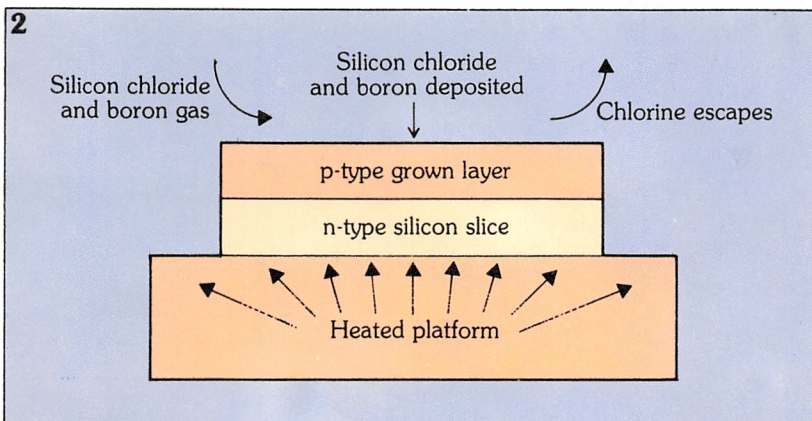 2
Silicon chloride
and boron gas
Silicon chloride
and boron deposited
Chlorine escapes
p-type grown layer
n-type silicon slice
Heated platform